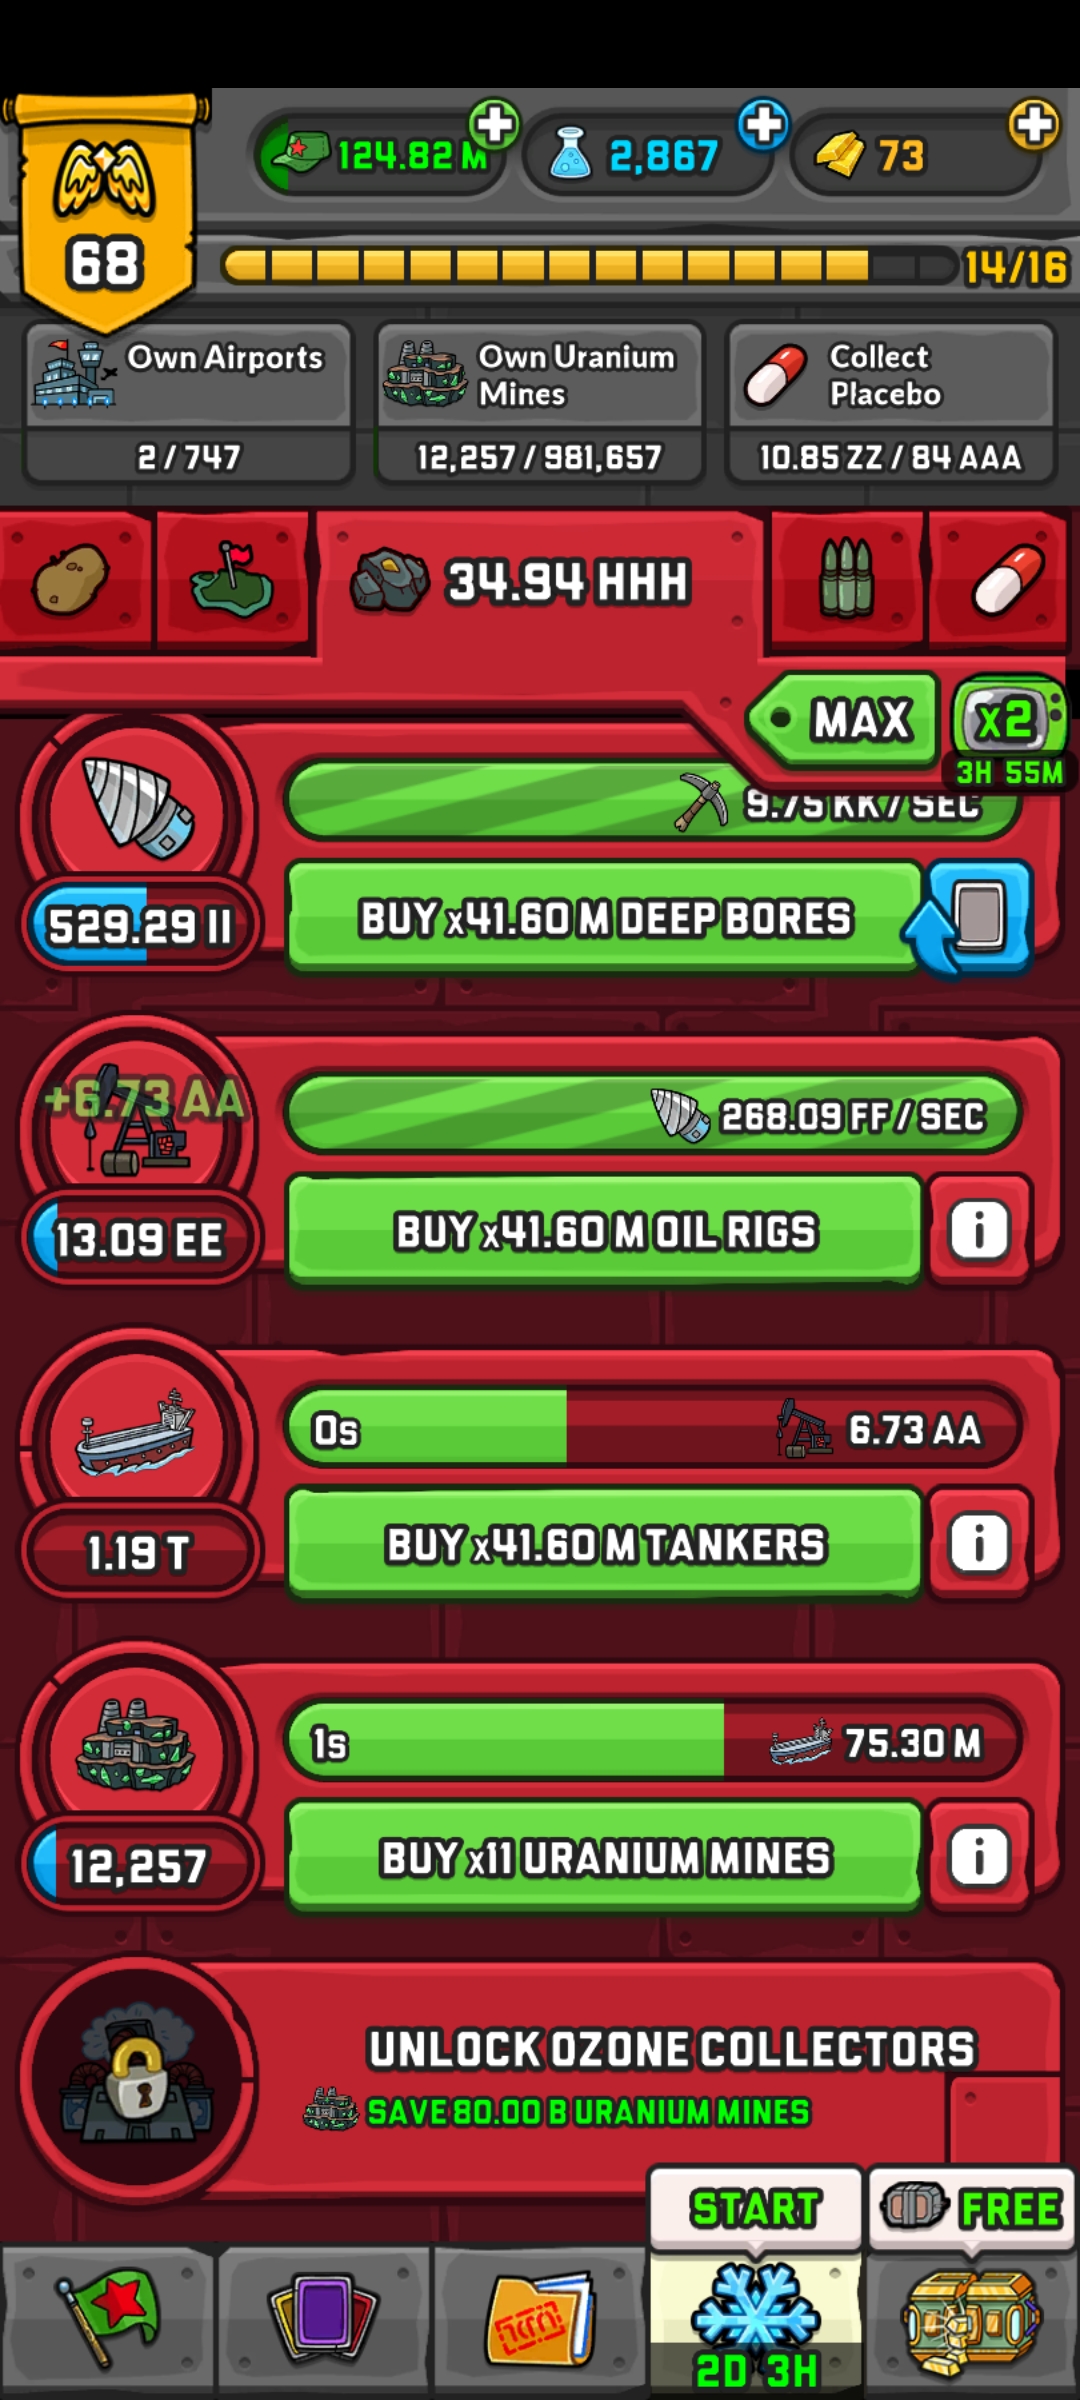 124.82 M
2,867
73
68
14/16
Own Airports
2 / 747
Own Uranium
Mines
12,257 / 981,657
Collect
Placebo
10.85 ZZ / 84 AAA
34.94 HHH
MAX
x2
3H 55M
9.75 KK / SEC
529.29 II
BUY x41.60 M DEEP BORES
+6.73 AA
268.09 FF / SEC
13.09 EE
BUY x41.60 M OIL RIGS
i
0s
6.73 AA
1.19 T
BUY x41.60 M TANKERS
i
1s
75.30 M
12,257
BUY x11 URANIUM MINES
i
UNLOCK OZONE COLLECTORS
SAVE 80.00 B URANIUM MINES
START
FREE
2D 3H